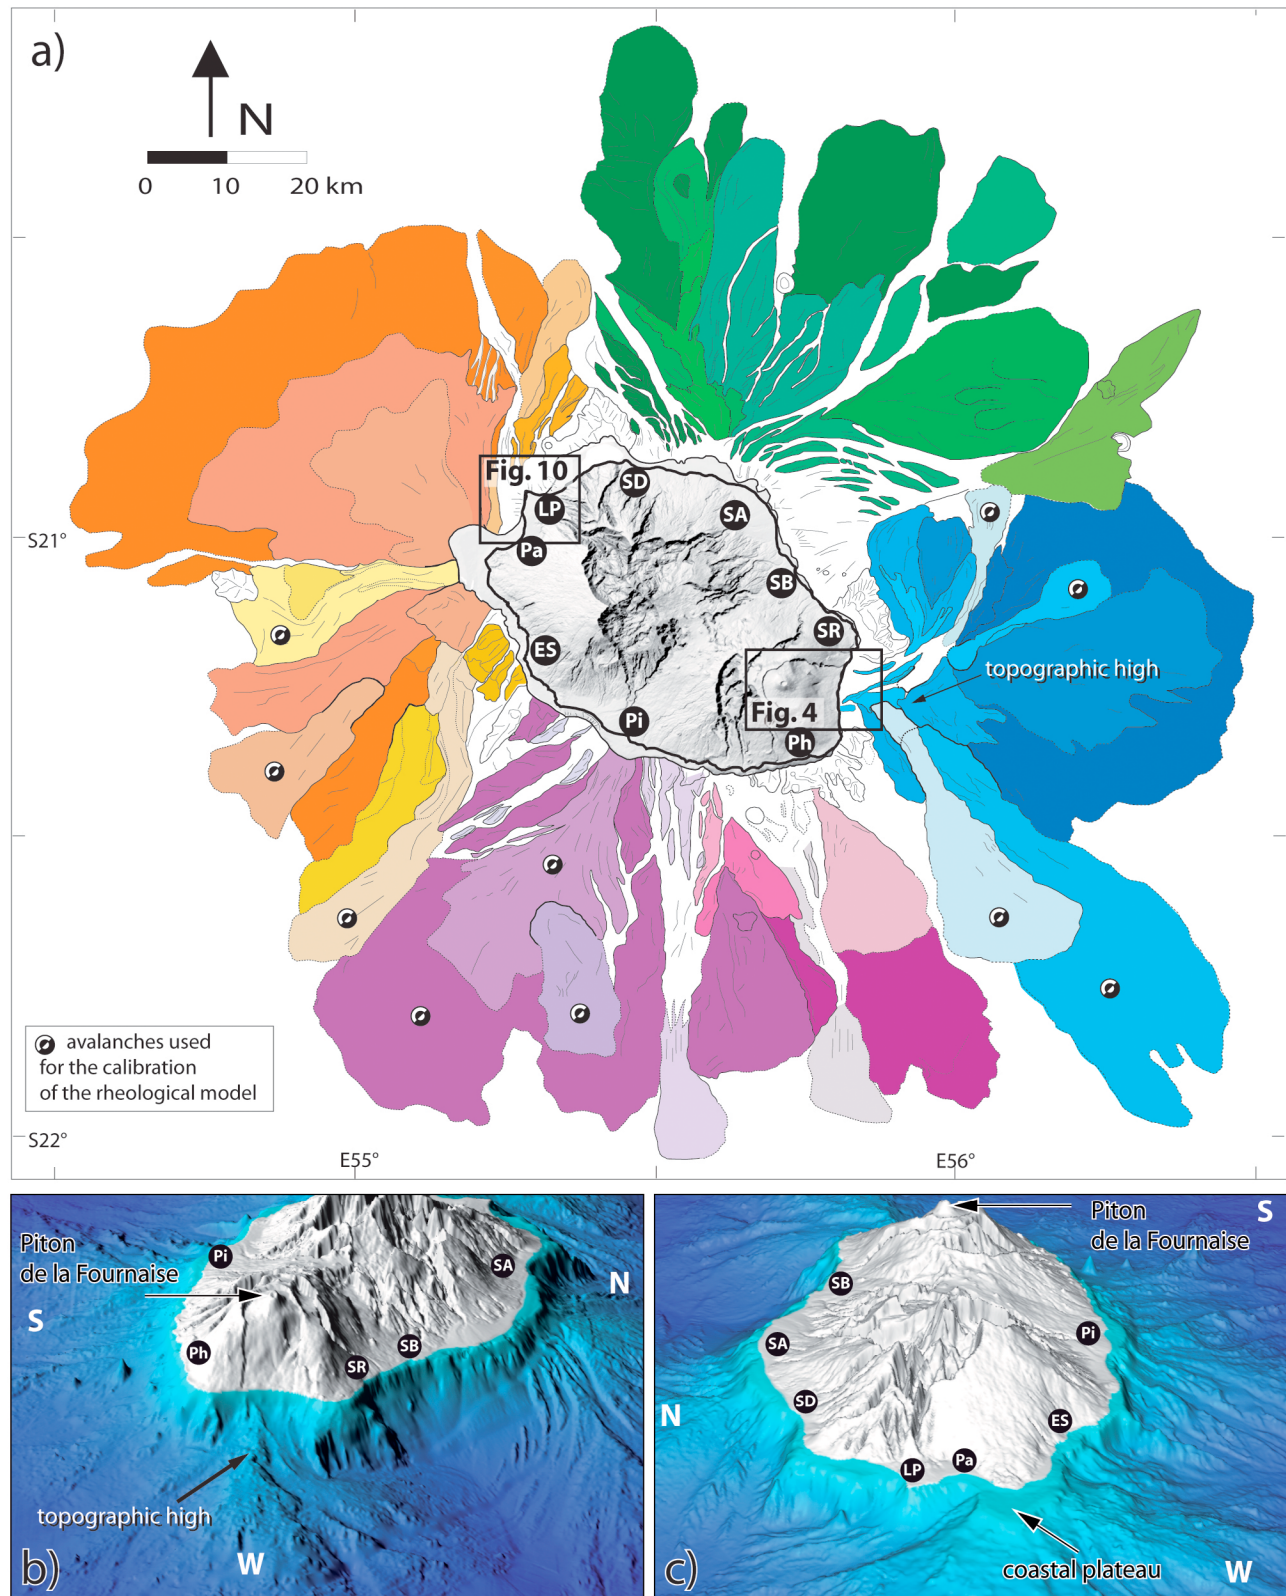 a)
N
0 10 20 km
Fig. 10
SD
LP
SA
Pa
S21°
SB
SR
ES
topographic high
Pi
Fig. 4
Ph
avalanches used
for the calibration
of the rheological model
S22°
E55°
E56°
Piton
de la Fournaise
Pi
SA
N
S
Ph
SB
SR
topographic high
W
b)
Piton
de la Fournaise
S
SB
SA
Pi
SD
N
ES
LP
Pa
coastal plateau
W
c)